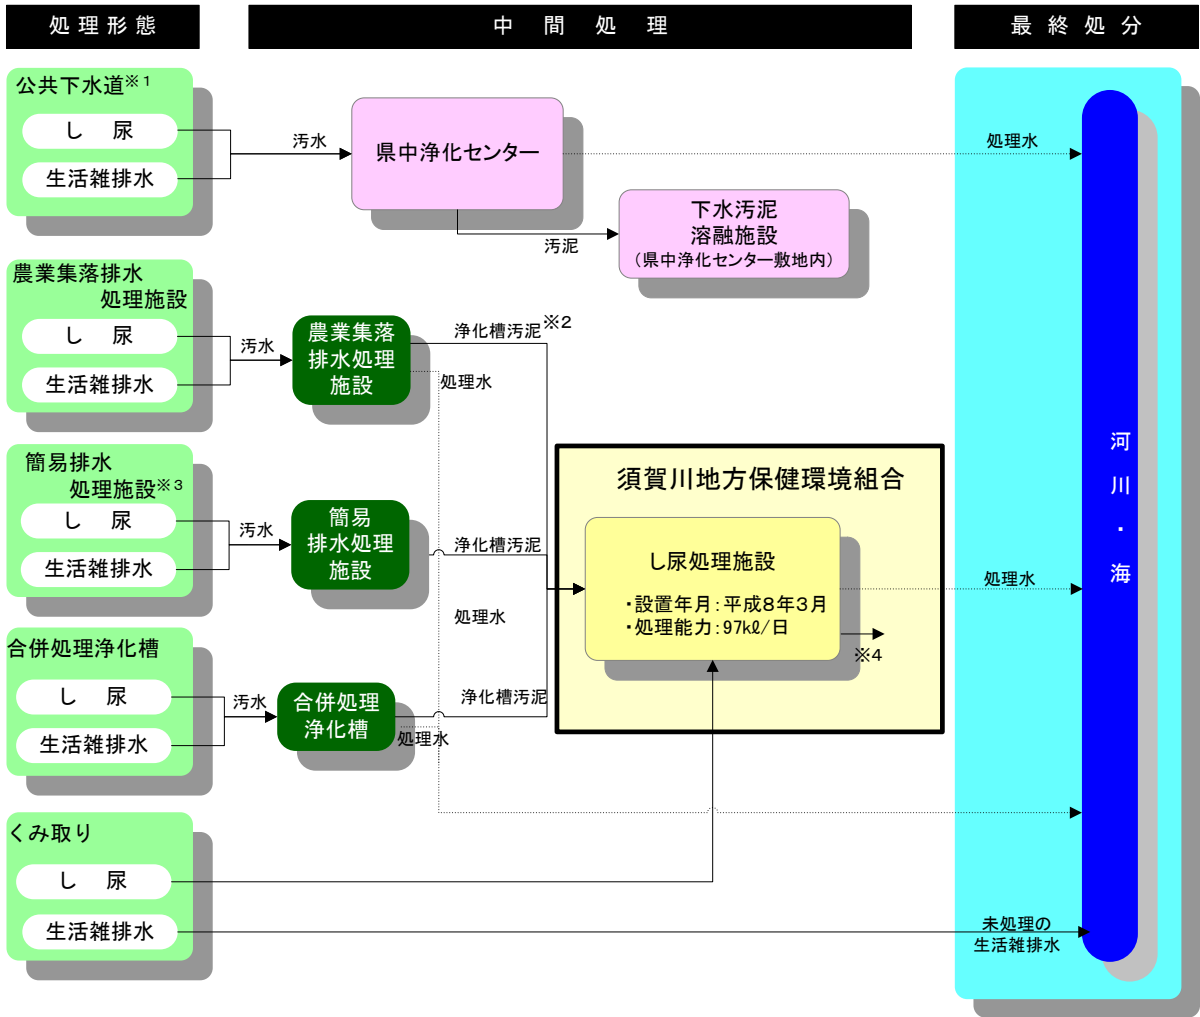 処理形態
中間処理
最終処分
公共下水道※1
し 尿
生活雑排水
汚水
県中浄化センター
処理水
汚泥
下水汚泥
溶融施設
(県中浄化センター敷地内)
農業集落排水
処理施設
し 尿
生活雑排水
汚水
農業集落
排水処理
施設
浄化槽汚泥※2
処理水
簡易排水
処理施設※3
し 尿
生活雑排水
汚水
簡易
排水処理
施設
浄化槽汚泥
処理水
須賀川地方保健環境組合
し尿処理施設
・設置年月:平成8年3月
・処理能力:97kℓ/日
※4
処理水
合併処理浄化槽
し 尿
生活雑排水
汚水
合併処理
浄化槽
浄化槽汚泥
処理水
くみ取り
し 尿
生活雑排水
未処理の
生活雑排水
河川・海